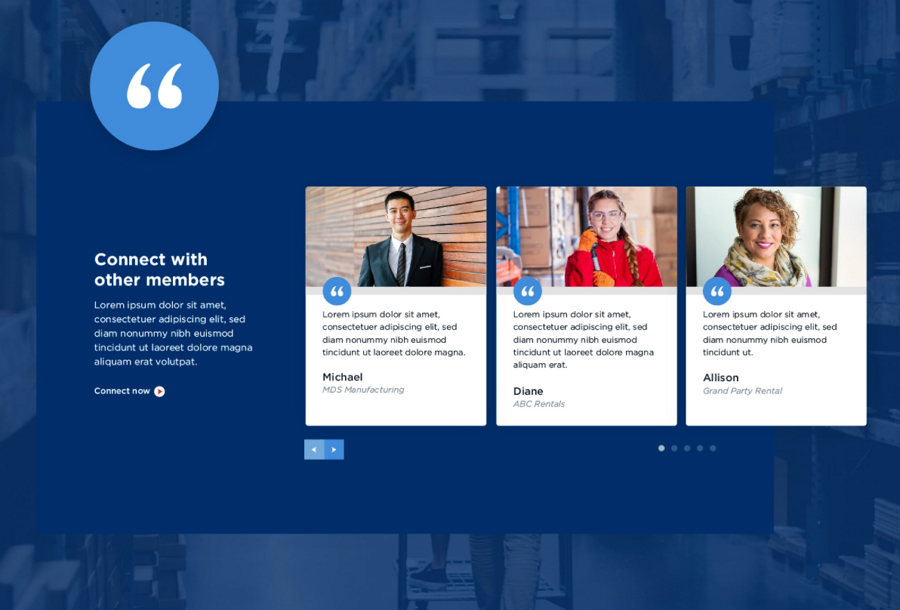 “
Connect with
other members
Lorem ipsum dolor sit amet,
consectetuer adipiscing elit, sed
diam nonummy nibh euismod
tincidunt ut laoreet dolore magna
aliquam erat volutpat.
Connect now
“
Lorem ipsum dolor sit amet,
consectetuer adipiscing elit, sed
diam nonummy nibh euismod
tincidunt ut laoreet dolore magna.
Michael
MDS Manufacturing
“
Lorem ipsum dolor sit amet,
consectetuer adipiscing elit, sed
diam nonummy nibh euismod
tincidunt ut laoreet dolore magna
aliquam erat.
Diane
ABC Rentals
“
Lorem ipsum dolor sit amet,
consectetuer adipiscing elit, sed
diam nonummy nibh euismod
tincidunt ut.
Allison
Grand Party Rental